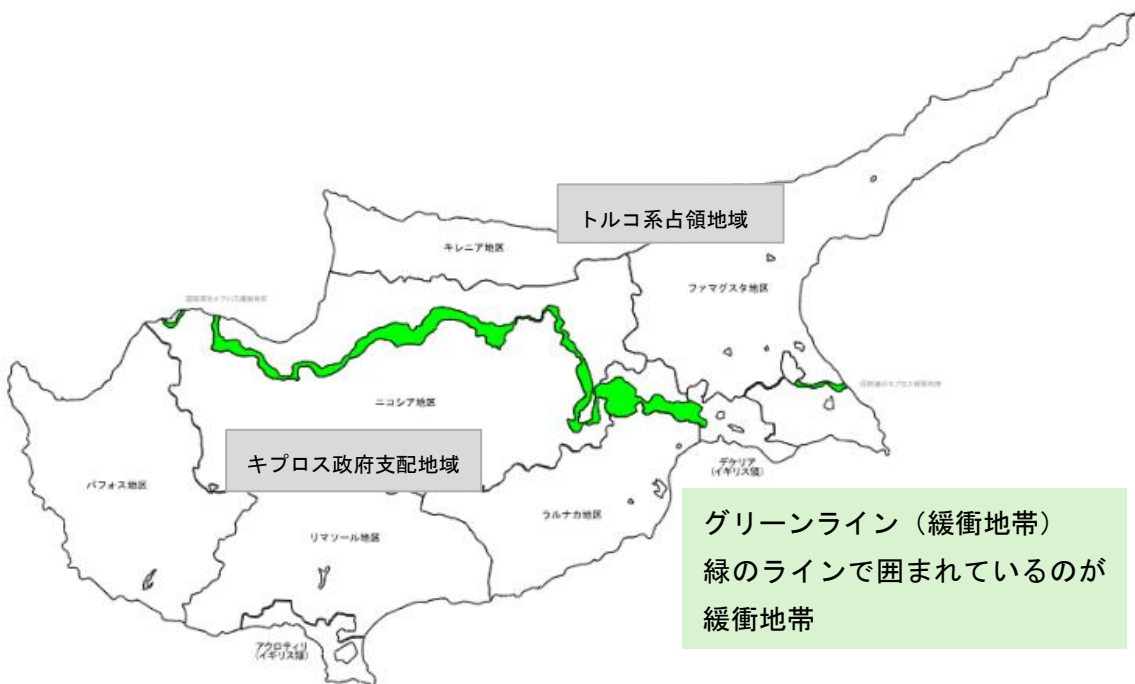 トルコ系占領地域
キレニア地区
ファマグスタ地区
ニコシア地区
キプロス政府支配地域
パフォス地区
デケリア
(イギリス領)
ラルナカ地区
リマソール地区
アクロティリ
(イギリス領)
グリーンライン（緩衝地帯）
緑のラインで囲まれているのが
緩衝地帯